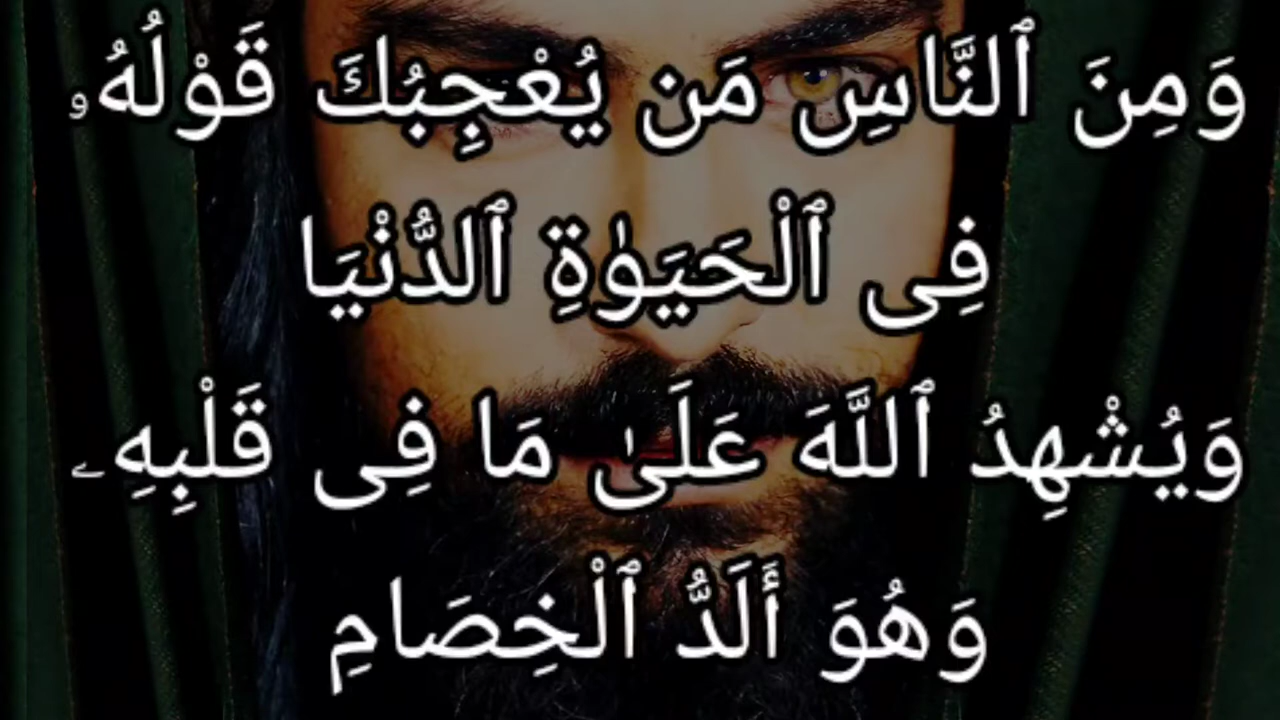 وَمِنَ ٱلنَّاسِ مَن يُعْجِبُكَ قَوْلُهُۥ
فِى ٱلْحَيَوٰةِ ٱلدُّنْيَا
وَيُشْهِدُ ٱللَّهَ عَلَىٰ مَا فِى قَلْبِهِۦ
وَهُوَ أَلَدُّ ٱلْخِصَامِ